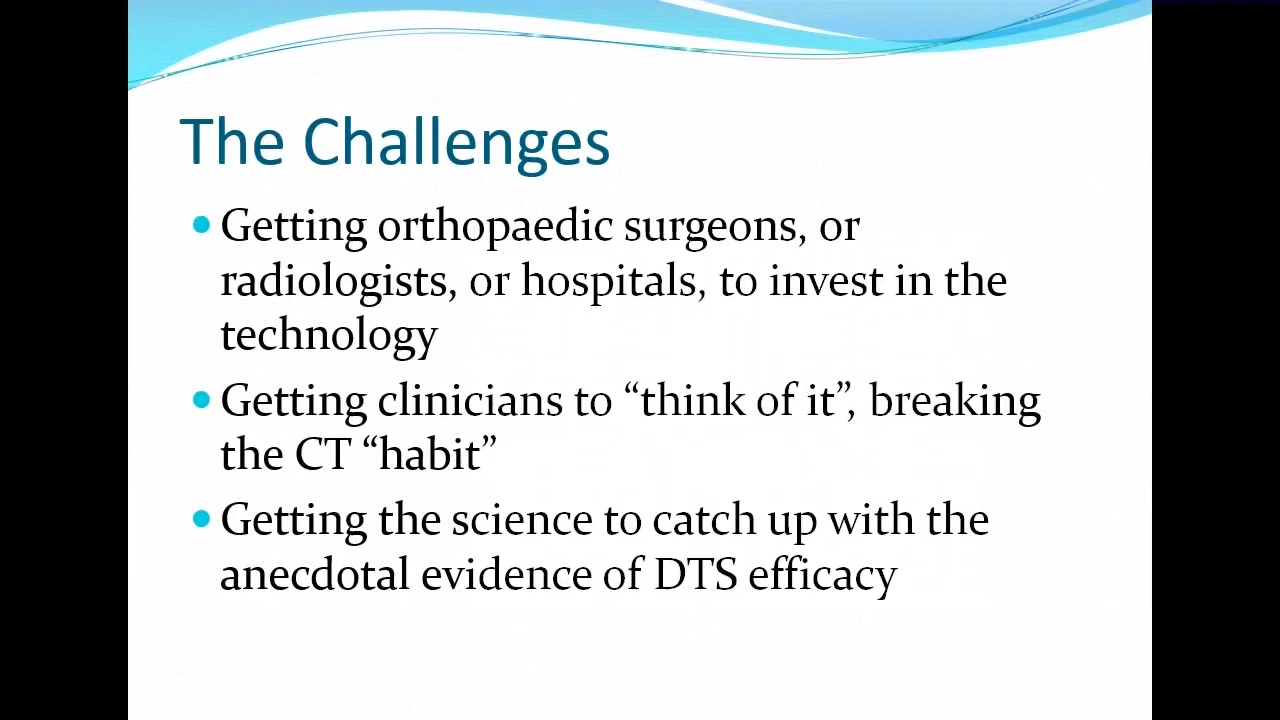 The Challenges
• Getting orthopaedic surgeons, or
radiologists, or hospitals, to invest in the
technology
• Getting clinicians to “think of it”, breaking
the CT “habit”
• Getting the science to catch up with the
anecdotal evidence of DTS efficacy